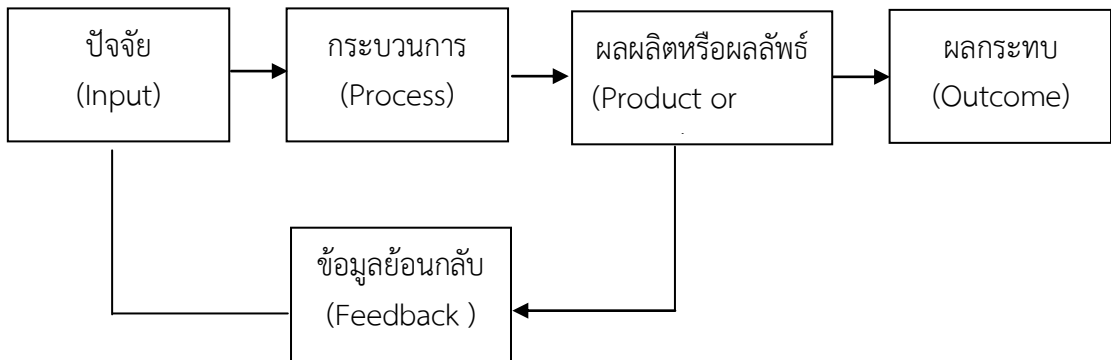 ปัจจัย
(Input)
กระบวนการ
(Process)
ผลผลิตหรือผลลัพธ์
(Product or
ผลกระทบ
(Outcome)
ข้อมูลย้อนกลับ
(Feedback )